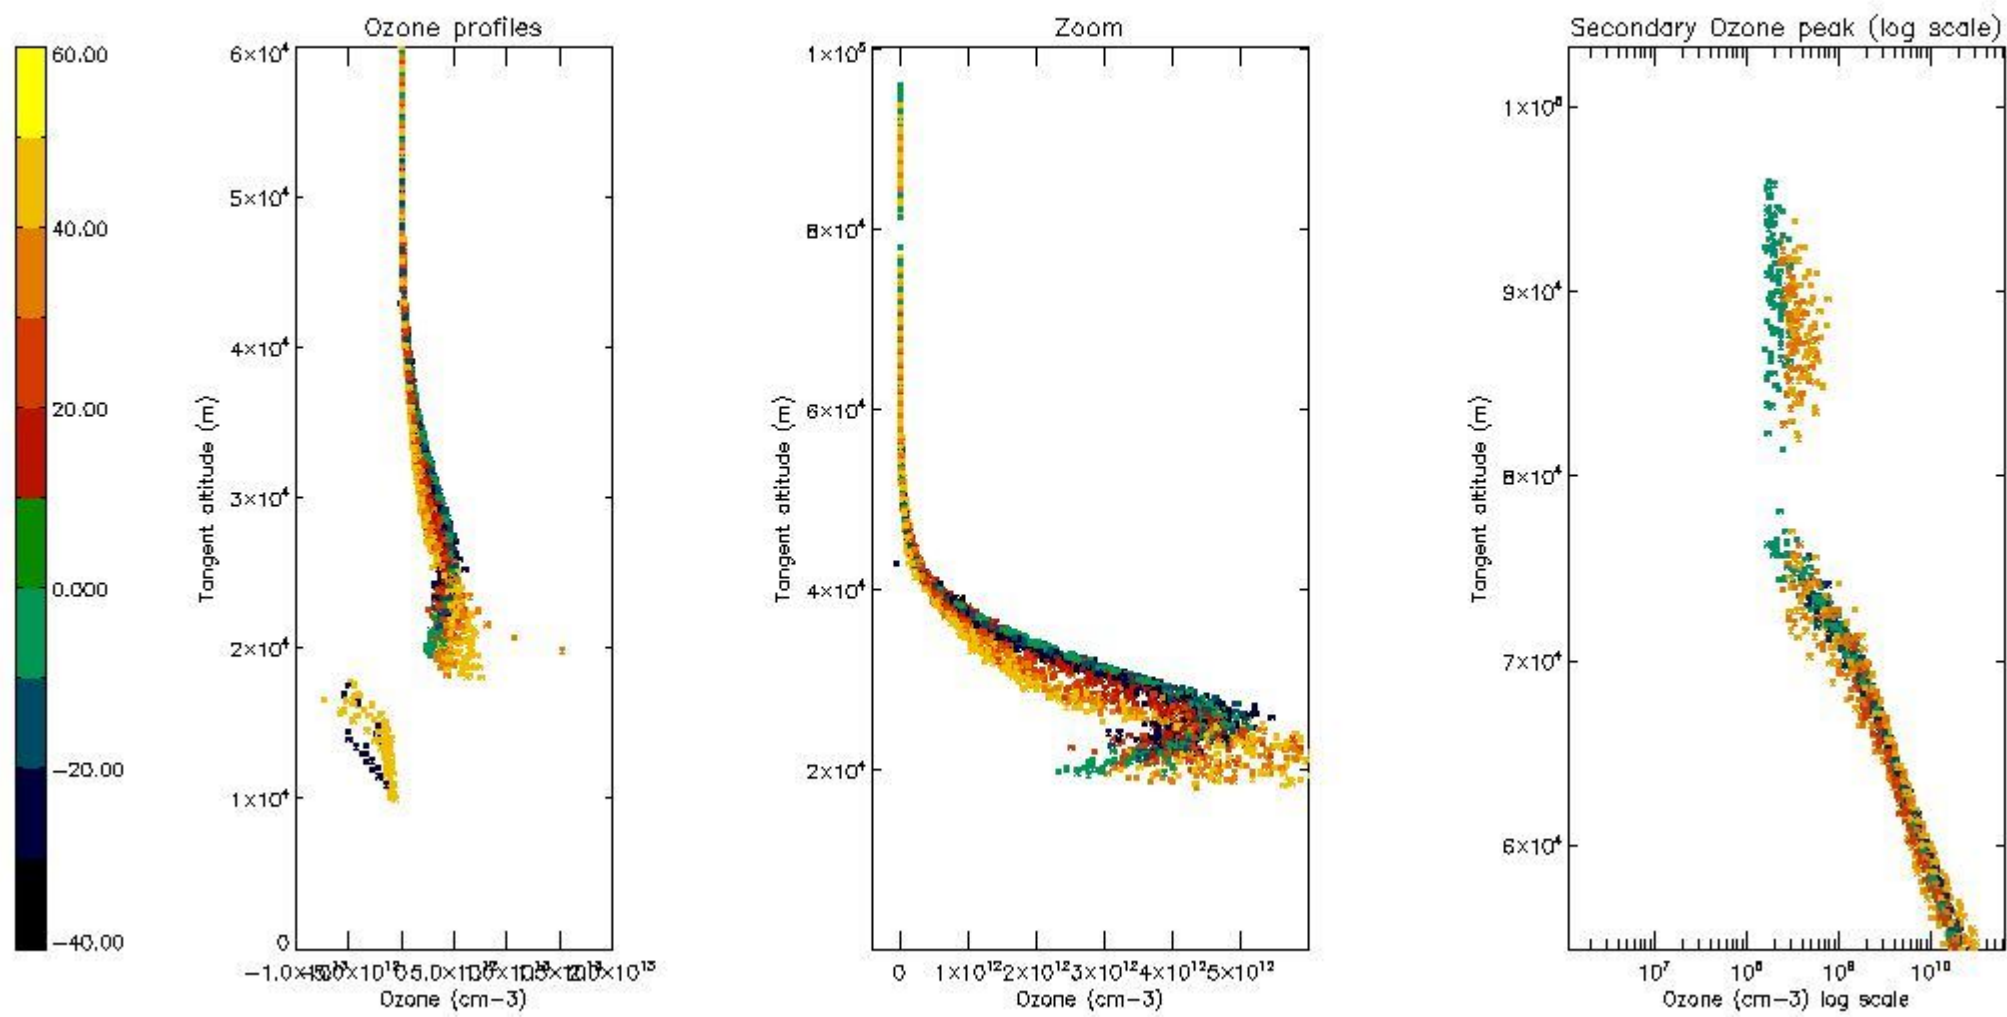 Ozone profiles
Zoom
Secondary Ozone peak (log scale)
60.00
40.00
20.00
0.000
−20.00
−40.00
6×10⁴
5×10⁴
4×10⁴
3×10⁴
2×10⁴
1×10⁴
0
Tangent altitude (m)
Ozone (cm−3)
1×10⁵
8×10⁴
6×10⁴
4×10⁴
2×10⁴
Tangent altitude (m)
0 1×10¹² 2×10¹² 3×10¹² 4×10¹² 5×10¹²
Ozone (cm−3)
9×10⁴
8×10⁴
7×10⁴
6×10⁴
Tangent altitude (m)
10⁷ 10⁸ 10⁹ 10¹⁰
Ozone (cm−3) log scale